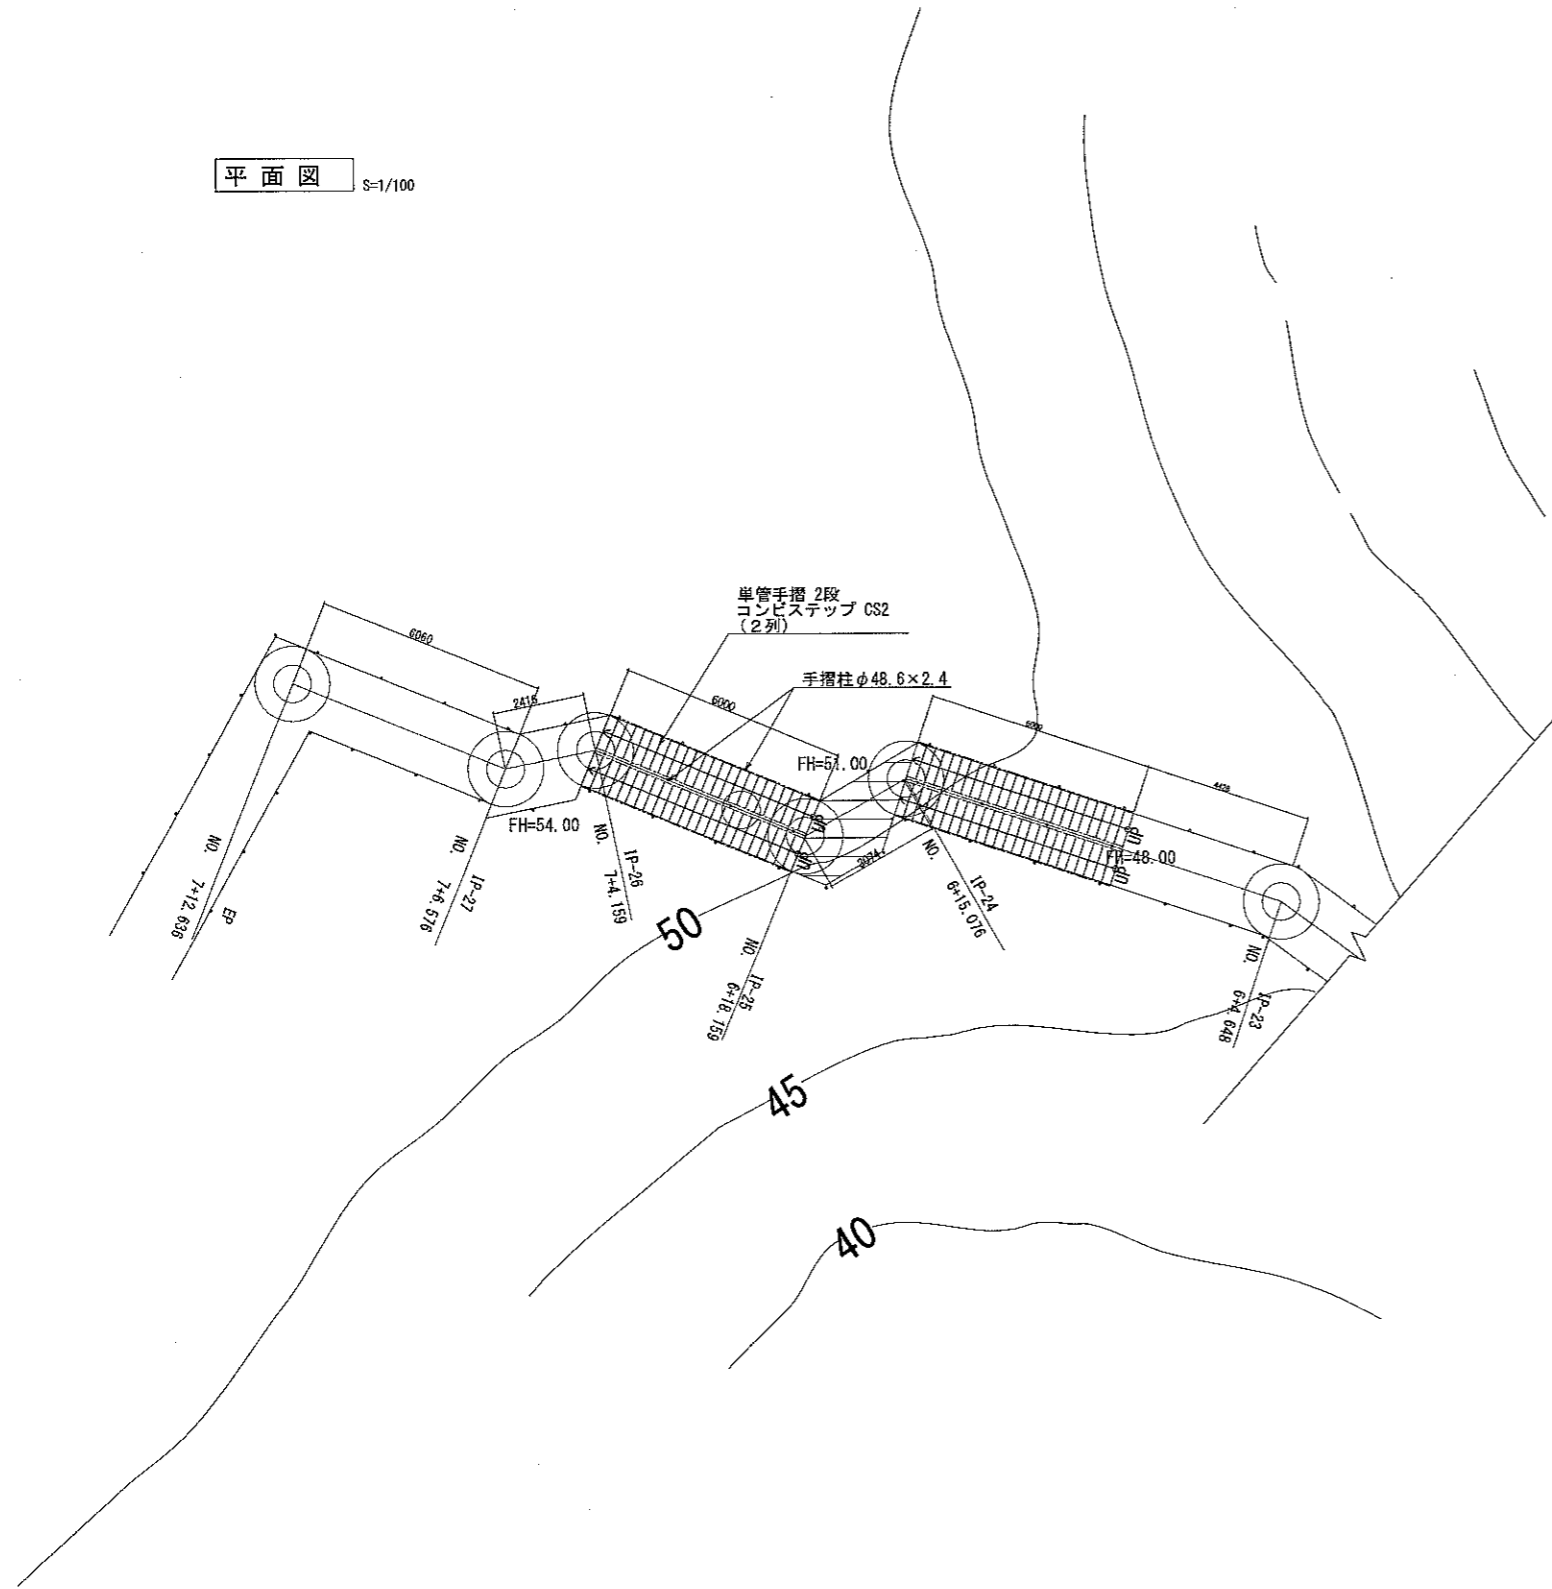 平面図
S=1/100
単管手摺 2段
コンビステップ CS2
(2列)
手摺柱φ48.6×2.4
6060
2416
6000
6000
FH=51.00
FH=54.00
FH=48.00
UP
UP
UP
UP
NO.
7+12.636
EP
NO.
IP-27
7+6.576
NO.
IP-26
7+4.159
NO.
IP-25
6+18.159
NO.
IP-24
6+15.076
NO.
IP-23
6+4.648
50
45
40